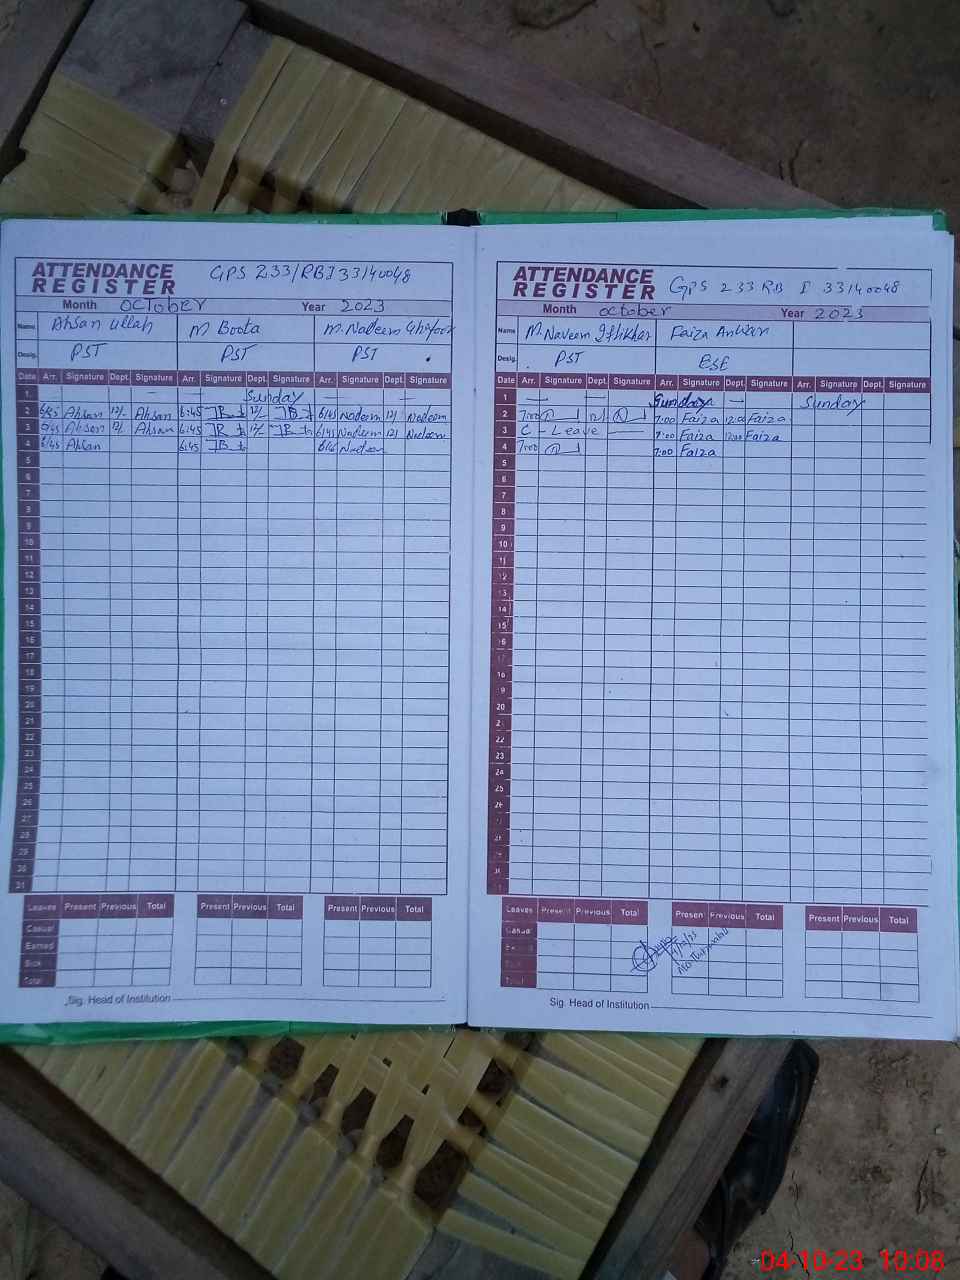 ATTENDANCE REGISTER GPS 233/RB I 33140048
Month October Year 2023
Name Ahsan Ullah M Boota M. Nadeem Ghafoor
Desig. PST PST PST
Date Arr. Signature Dept. Signature Arr. Signature Dept. Signature Arr. Signature Dept. Signature
1 Sunday
2 6:45 Ahsan 12/ Ahsan 6:45 12/ 6:45 Nadeem 12/ Nadeem
3 6:45 Ahsan 12/ Ahsan 6:45 12/ 6:45 Nadeem 12/ Nadeem
4 6:45 Ahsan 6:45 Nadeem
5
6
7
8
9
10
11
12
13
14
15
16
17
18
19
20
21
22
23
24
25
26
27
28
29
30
31
Leaves Present Previous Total Present Previous Total Present Previous Total
Casual
Earned
Sick
Total
Sig. Head of Institution
ATTENDANCE REGISTER GPS 233 RB I 33140048
Month October Year 2023
Name M. Naveem Iftikhar Faiza Anwar
Desig. PST ESE
Date Arr. Signature Dept. Signature Arr. Signature Dept. Signature Arr. Signature Dept. Signature
1 Sunday Sunday
2 7:00 12/ 7:00 Faiza 12:00 Faiza
3 C - Leave 7:00 Faiza 12:00 Faiza
4 7:00 7:00 Faiza
5
6
7
8
9
10
11
12
13
14
15
16
17
18
19
20
21
22
23
24
25
26
27
28
29
30
31
Leaves Present Previous Total Presen Previous Total Present Previous Total
Casual
Total
Sig. Head of Institution
04-10-23 10:08